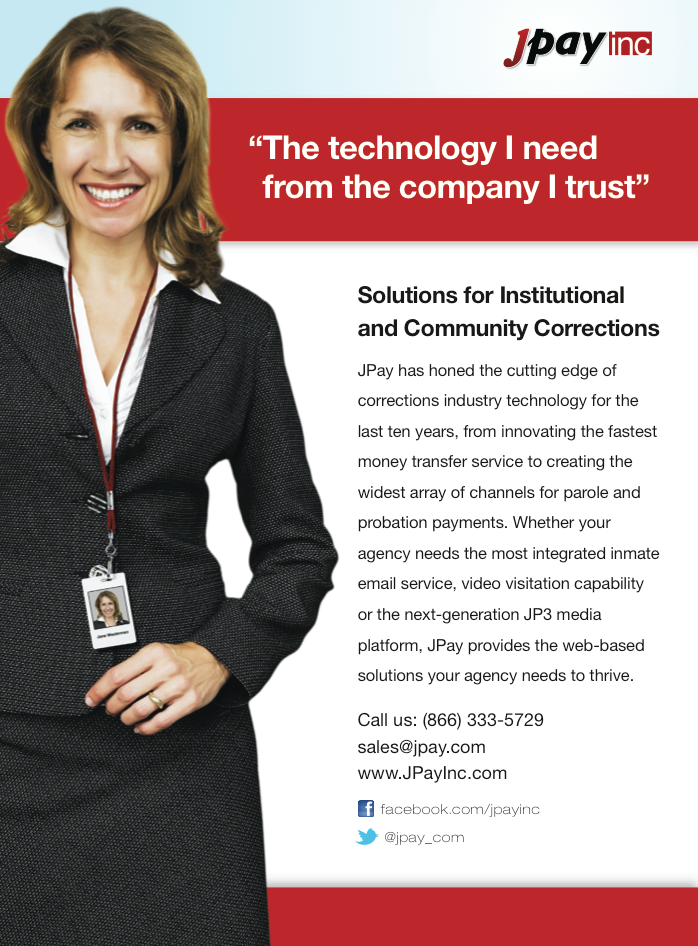 JPay inc
“The technology I need
from the company I trust”
Solutions for Institutional
and Community Corrections
JPay has honed the cutting edge of
corrections industry technology for the
last ten years, from innovating the fastest
money transfer service to creating the
widest array of channels for parole and
probation payments. Whether your
agency needs the most integrated inmate
email service, video visitation capability
or the next-generation JP3 media
platform, JPay provides the web-based
solutions your agency needs to thrive.
Call us: (866) 333-5729
sales@jpay.com
www.JPayInc.com
facebook.com/jpayinc
@jpay_com